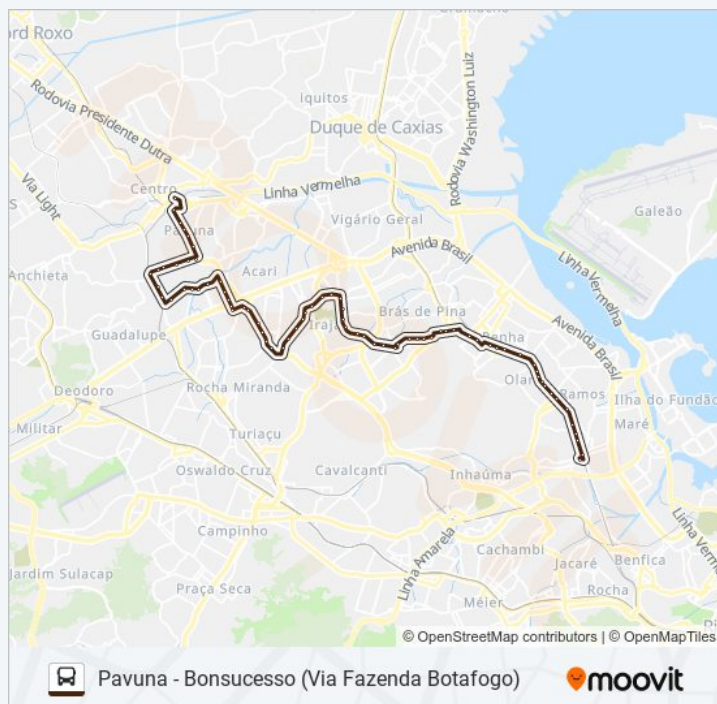 ord Roxo
Rodovia Presidente Dutra
Iquitos
Duque de Caxias
Rodovia Washington Luiz
Via Light
Centro
Linha Vermelha
Pavuna
Vigário Geral
Galeão
Avenida Brasil
Linha Vermelha
Anchieta
Acari
Brás de Pina
Avenida Brasil
Guadalupe
Irajá
Penha
Deodoro
Rocha Miranda
Olaria
Ramos
Ilha do Fundão
Militar
Turiaçu
Maré
Oswaldo Cruz
Cavalcanti
Inhaúma
Campinho
Linha Amarela
Cachambi
Benfica
Jacaré
Jardim Sulacap
Praça Seca
Méier
Rocha
Linha Verme
© OpenStreetMap contributors | © OpenMapTiles
Pavuna - Bonsucesso (Via Fazenda Botafogo)
moovit